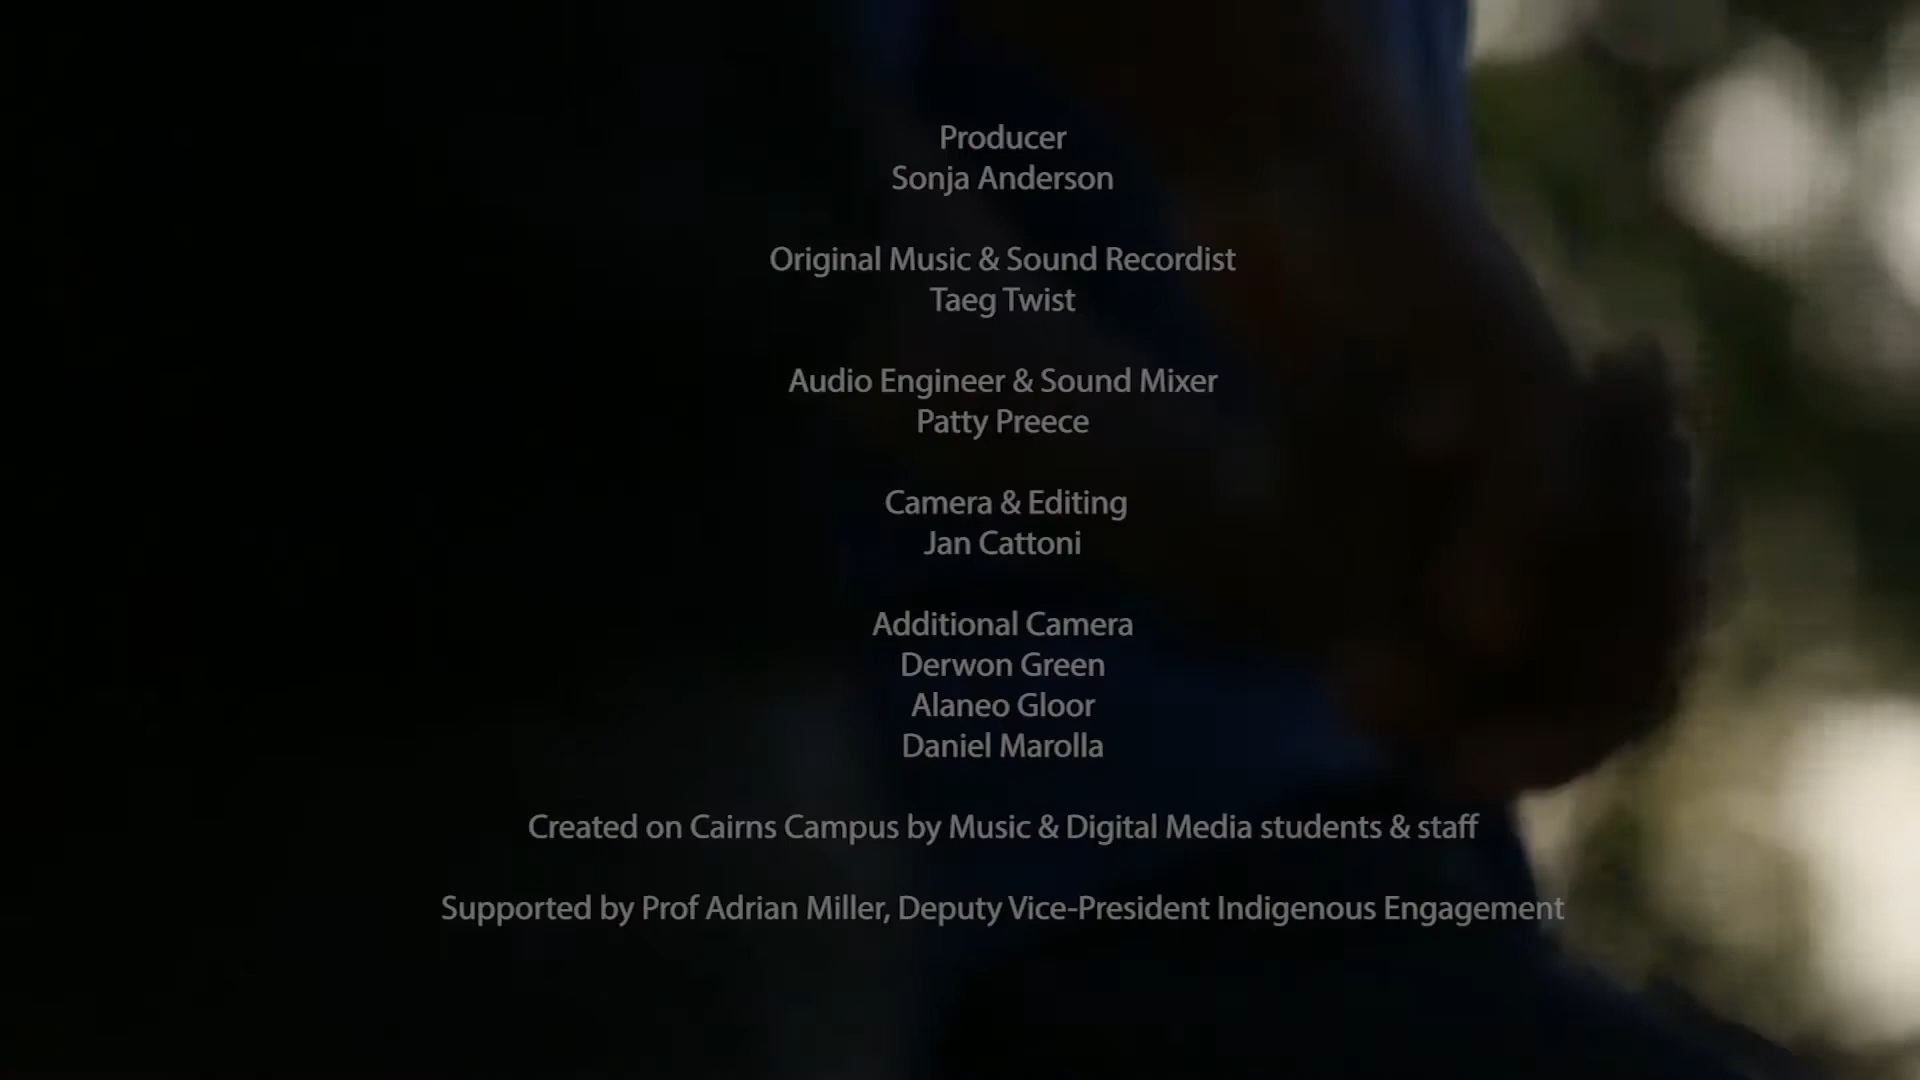 Producer
Sonja Anderson
Original Music & Sound Recordist
Taeg Twist
Audio Engineer & Sound Mixer
Patty Preece
Camera & Editing
Jan Cattoni
Additional Camera
Derwon Green
Alaneo Gloor
Daniel Marolla
Created on Cairns Campus by Music & Digital Media students & staff
Supported by Prof Adrian Miller, Deputy Vice-President Indigenous Engagement